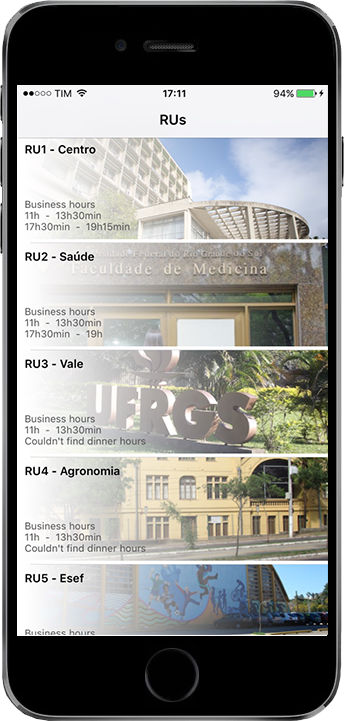 TIM
17:11
94%
RUs
RU1 - Centro
Business hours
11h - 13h30min
17h30min - 19h15min
RU2 - Saúde
Universidade Federal do Rio Grande do Sul
Faculdade de Medicina
Business hours
11h - 13h30min
17h30min - 19h
RU3 - Vale
UFRGS
Business hours
11h - 13h30min
Couldn't find dinner hours
RU4 - Agronomia
Business hours
11h - 13h30min
Couldn't find dinner hours
RU5 - Esef
Business hours